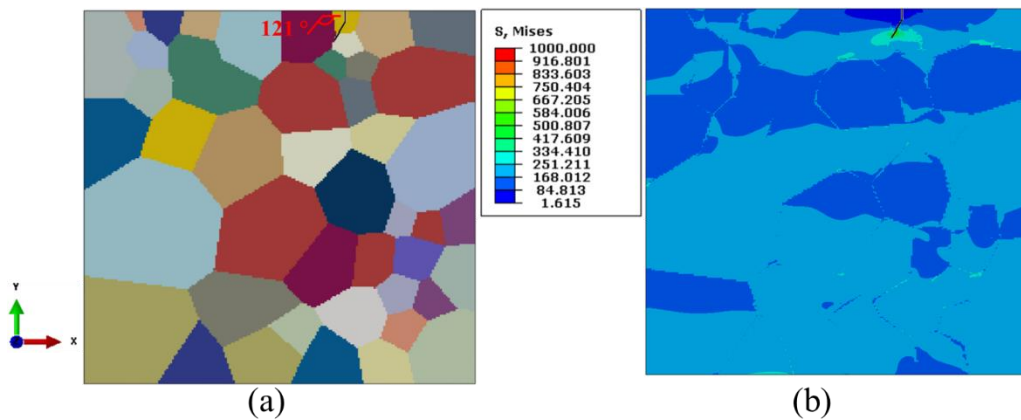 121 °
S, Mises
1000.000
916.801
833.603
750.404
667.205
584.006
500.807
417.609
334.410
251.211
168.012
84.813
1.615
Y
X
(a)
(b)